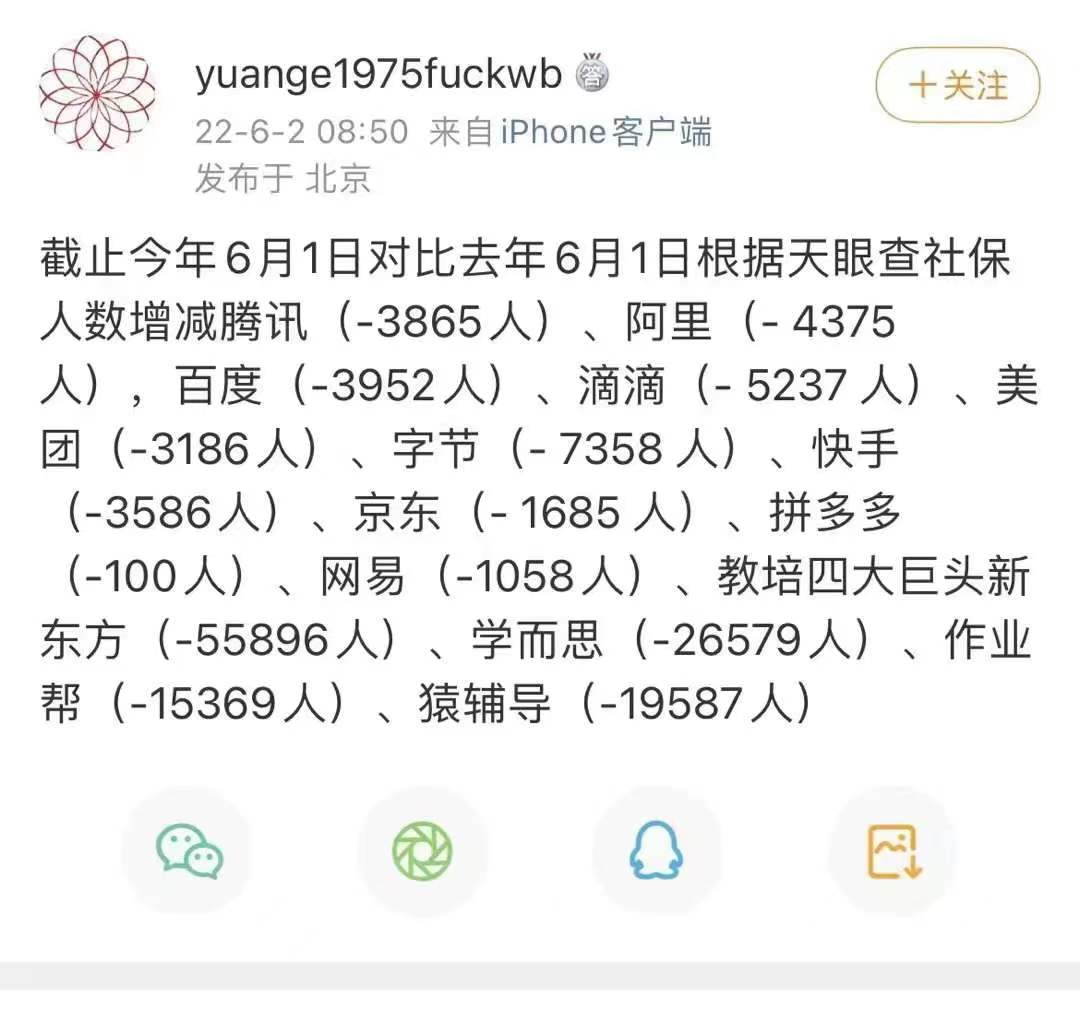 yuange1975fuckwb 答
+关注
22-6-2 08:50 来自 iPhone客户端
发布于 北京
截止今年6月1日对比去年6月1日根据天眼查社保
人数增减腾讯（-3865人）、阿里（- 4375
人），百度（-3952人）、滴滴（- 5237 人）、美
团（-3186人）、字节（- 7358 人）、快手
（-3586人）、京东（- 1685 人）、拼多多
（-100人）、网易（-1058人）、教培四大巨头新
东方（-55896人）、学而思（-26579人）、作业
帮（-15369人）、猿辅导（-19587人）